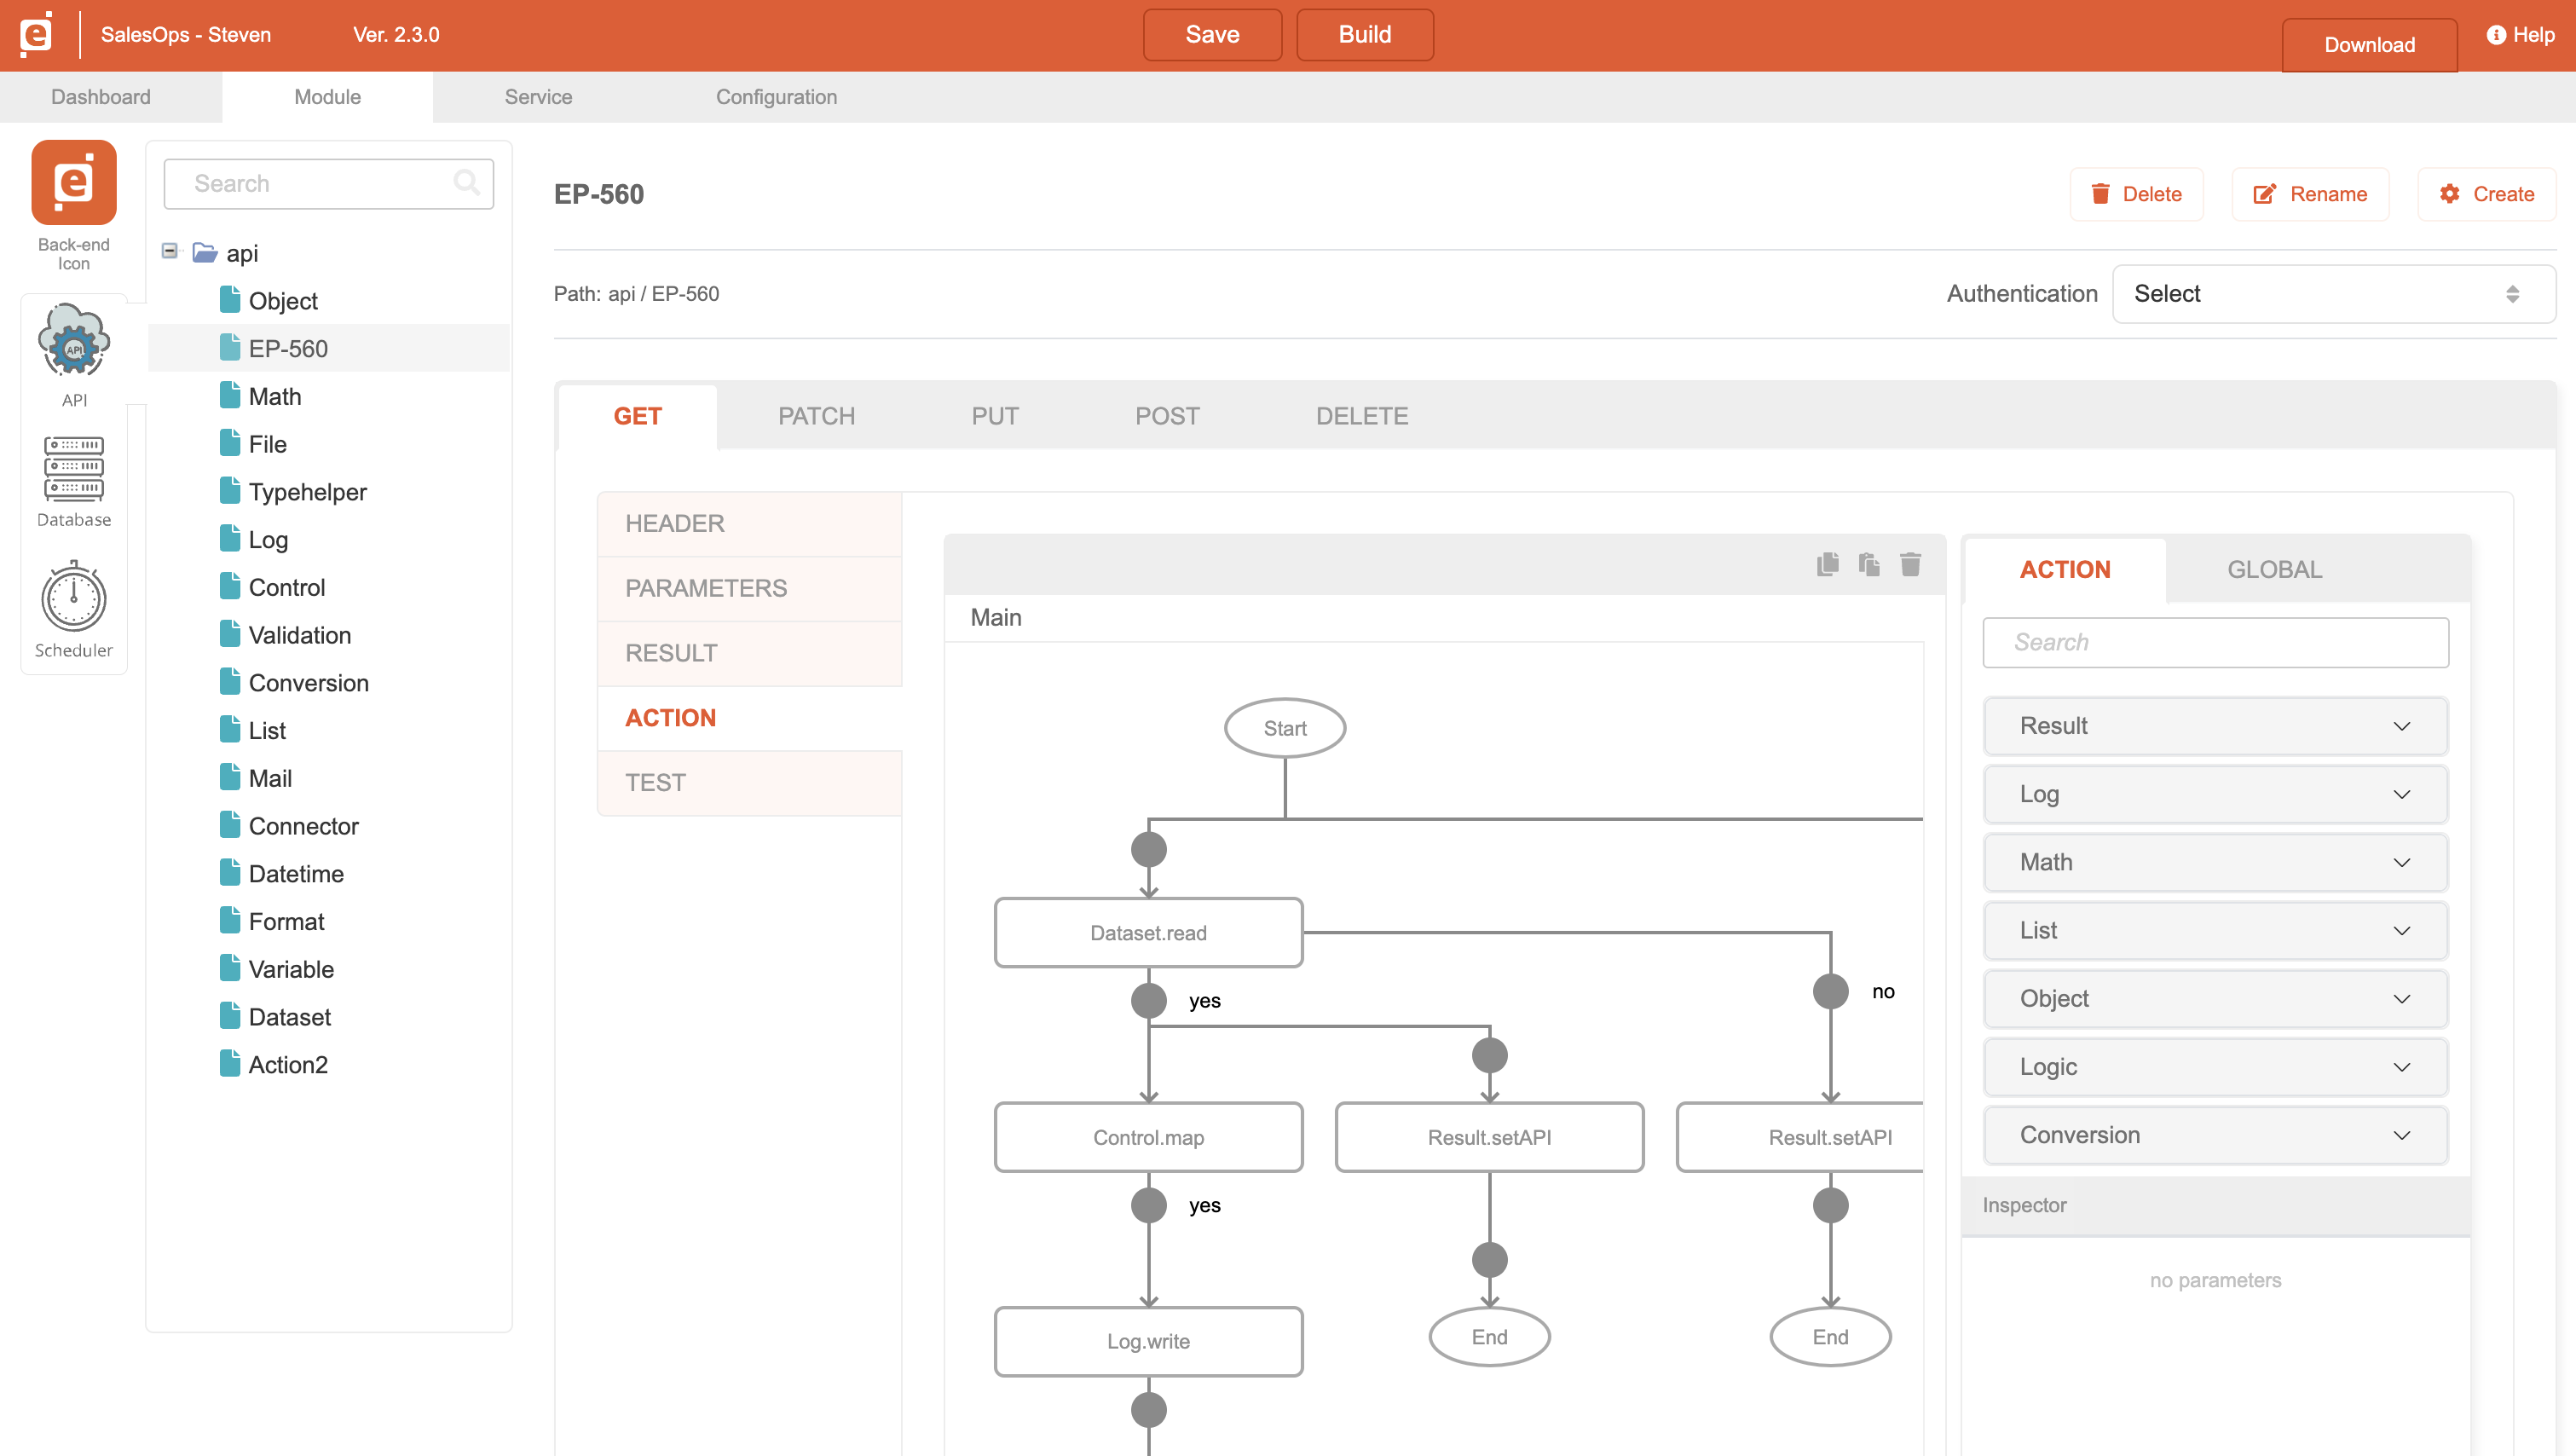 e
SalesOps - Steven
Ver. 2.3.0
Save
Build
Download
Help
Dashboard
Module
Service
Configuration
e
Back-end
Icon
API
API
Database
Scheduler
Search
api
Object
EP-560
Math
File
Typehelper
Log
Control
Validation
Conversion
List
Mail
Connector
Datetime
Format
Variable
Dataset
Action2
EP-560
Delete
Rename
Create
Path: api / EP-560
Authentication
Select
GET
PATCH
PUT
POST
DELETE
HEADER
PARAMETERS
RESULT
ACTION
TEST
Main
Start
Dataset.read
yes
no
Control.map
Result.setAPI
Result.setAPI
yes
Log.write
End
End
ACTION
GLOBAL
Search
Result
Log
Math
List
Object
Logic
Conversion
Inspector
no parameters